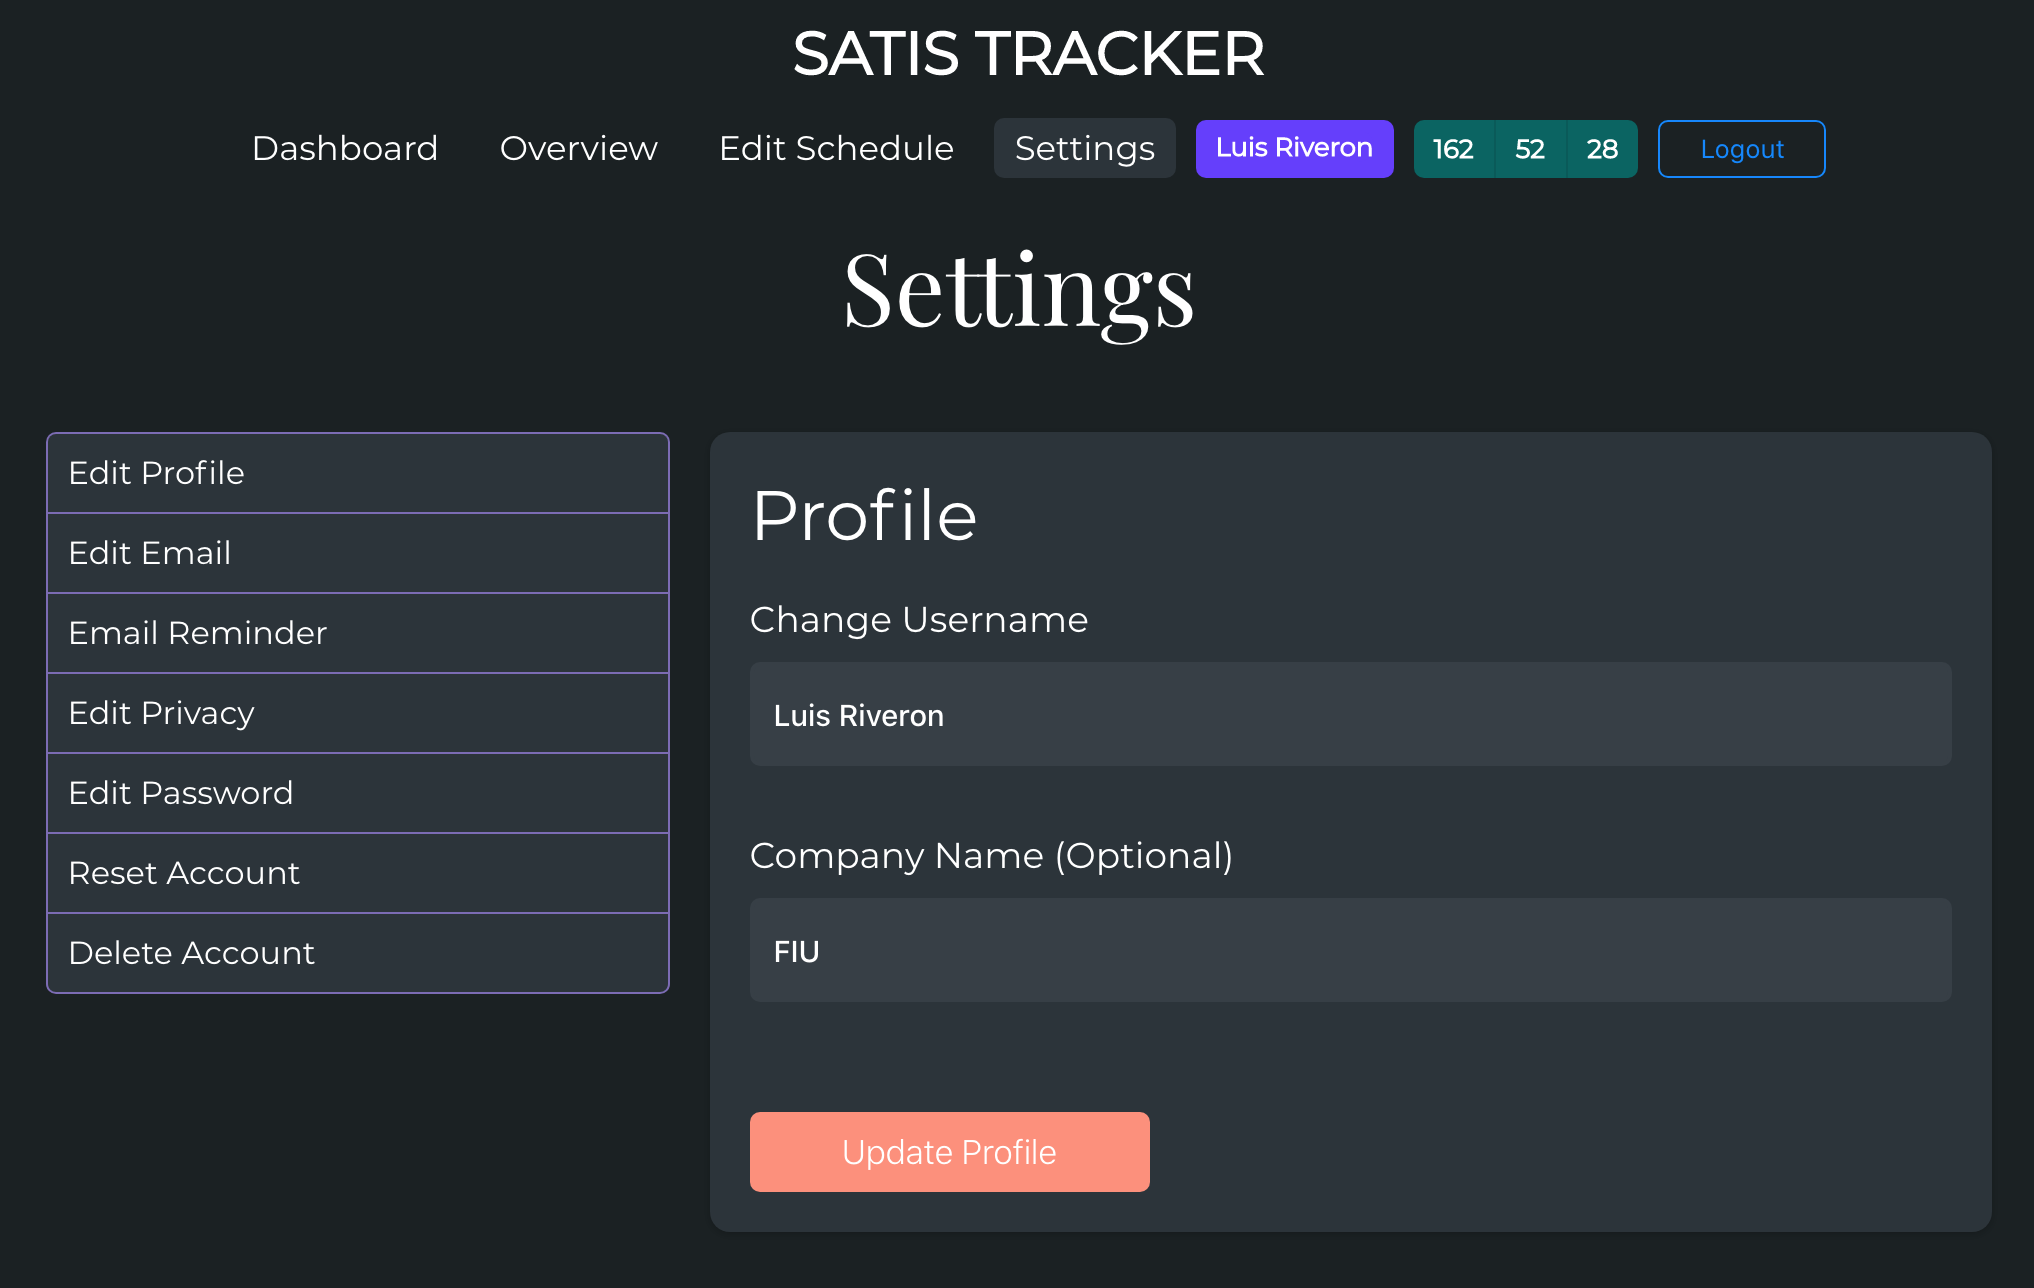 SATIS TRACKER
Dashboard Overview Edit Schedule Settings Luis Riveron 162 52 28 Logout
Settings
Edit Profile
Edit Email
Email Reminder
Edit Privacy
Edit Password
Reset Account
Delete Account
Profile
Change Username
Luis Riveron
Company Name (Optional)
FIU
Update Profile